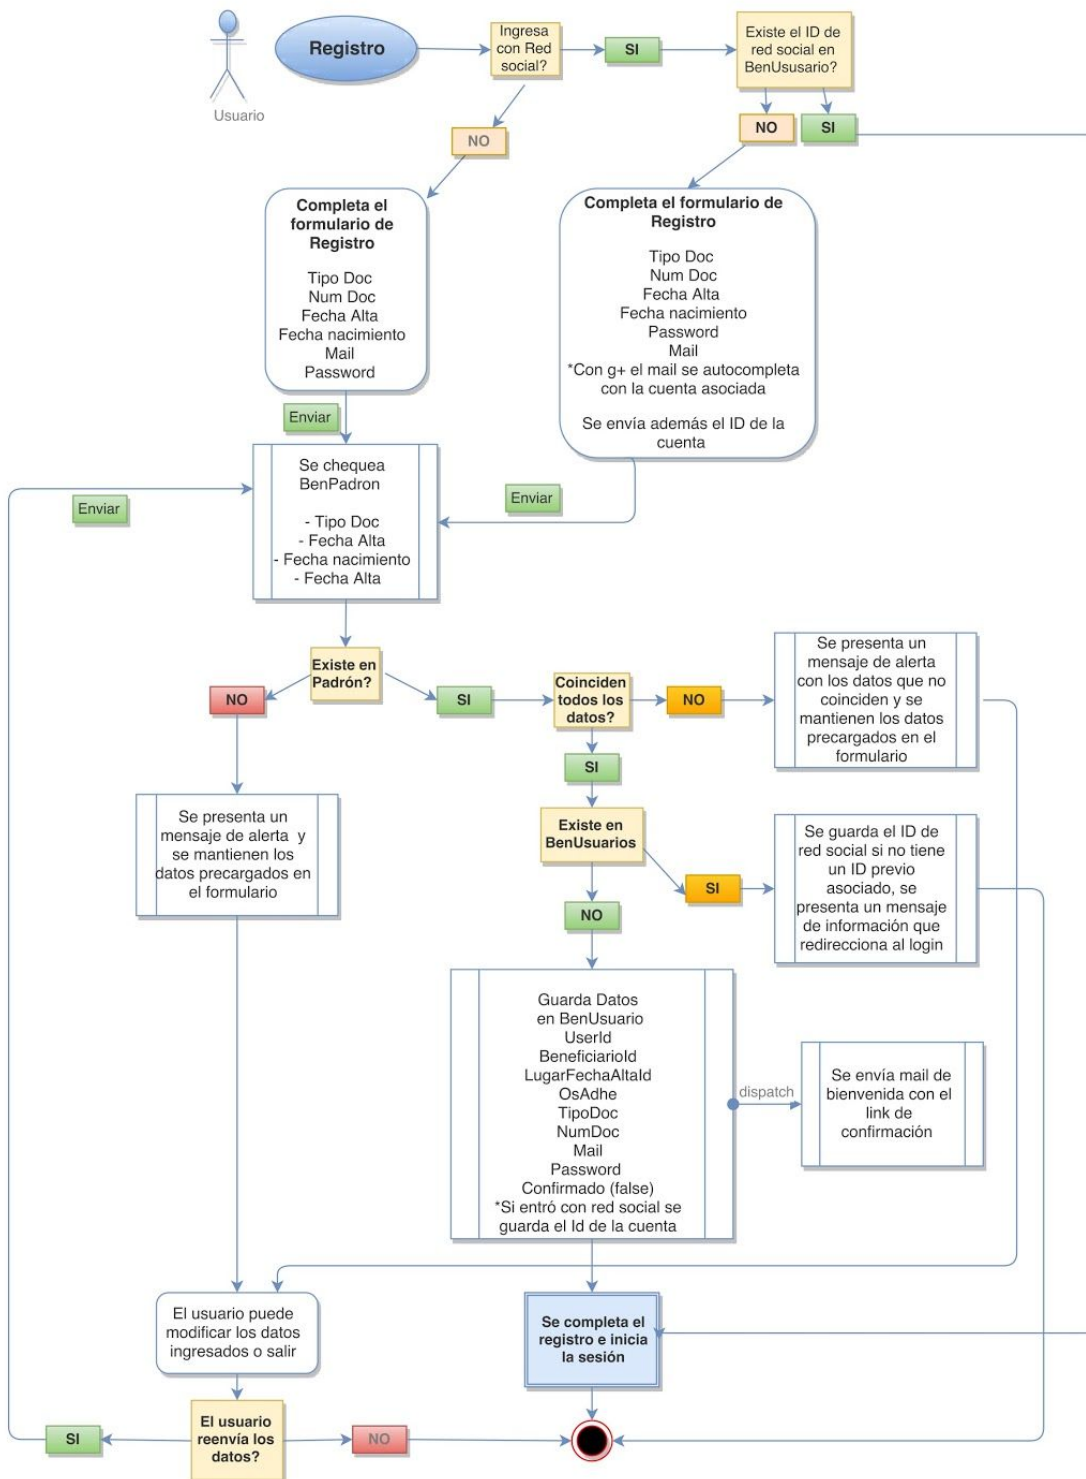 Usuario
Registro
Ingresa
con Red
social?
SI
Existe el ID de
red social en
BenUsusario?
NO
SI
NO
Completa el
formulario de
Registro
Tipo Doc
Num Doc
Fecha Alta
Fecha nacimiento
Mail
Password
Completa el formulario de
Registro
Tipo Doc
Num Doc
Fecha Alta
Fecha nacimiento
Password
Mail
*Con g+ el mail se autocompleta
con la cuenta asociada
Se envía además el ID de la
cuenta
Enviar
Enviar
Enviar
Se chequea
BenPadron
- Tipo Doc
- Fecha Alta
- Fecha nacimiento
- Fecha Alta
Existe en
Padrón?
NO
SI
Coinciden
todos los
datos?
NO
Se presenta un
mensaje de alerta
con los datos que no
coinciden y se
mantienen los datos
precargados en el
formulario
SI
Se presenta un
mensaje de alerta y
se mantienen los
datos precargados en
el formulario
Existe en
BenUsuarios
SI
Se guarda el ID de
red social si no tiene
un ID previo
asociado, se
presenta un mensaje
de información que
redirecciona al login
NO
Guarda Datos
en BenUsuario
UserId
BeneficiarioId
LugarFechaAltaId
OsAdhe
TipoDoc
NumDoc
Mail
Password
Confirmado (false)
*Si entró con red social se
guarda el Id de la cuenta
dispatch
Se envía mail de
bienvenida con el
link de
confirmación
El usuario puede
modificar los datos
ingresados o salir
Se completa el
registro e inicia
la sesión
El usuario
reenvía los
datos?
SI
NO